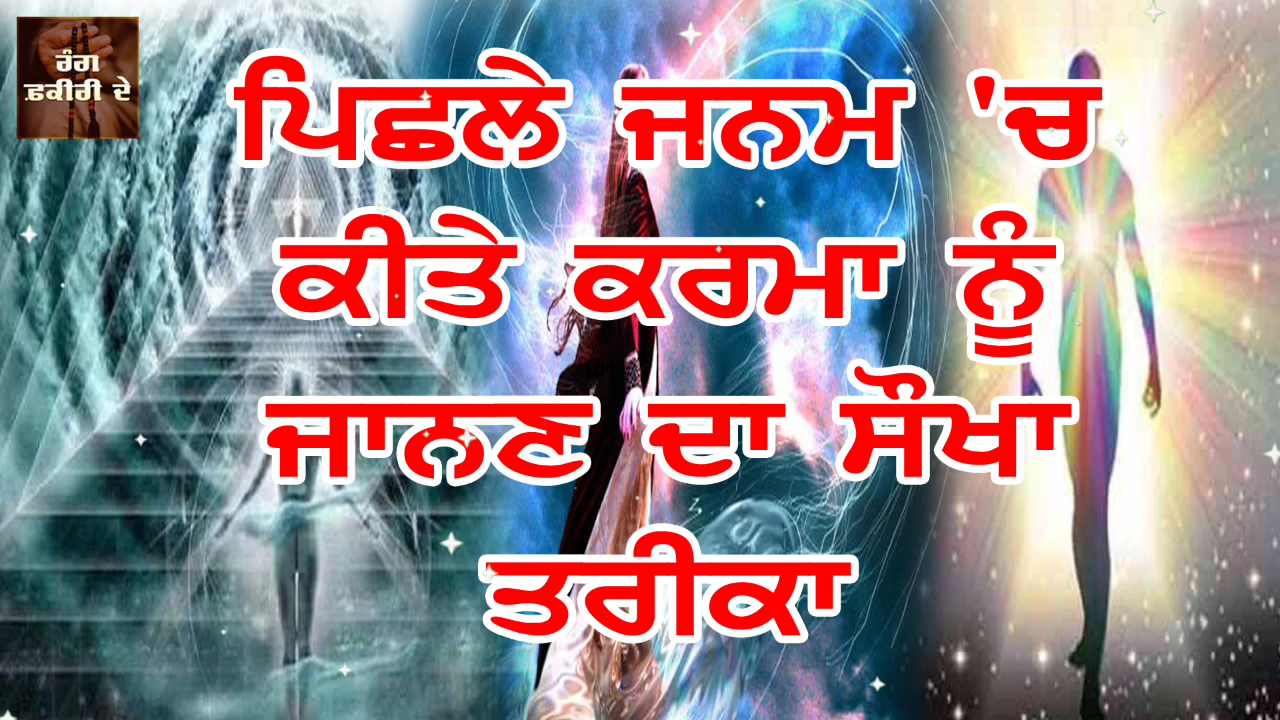 ਰੰਗ
ਫ਼ਕੀਰੀ ਦੇ
ਪਿਛਲੇ ਜਨਮ 'ਚ
ਕੀਤੇ ਕਰਮਾ ਨੂੰ
ਜਾਨਣ ਦਾ ਸੌਖਾ
ਤਰੀਕਾ